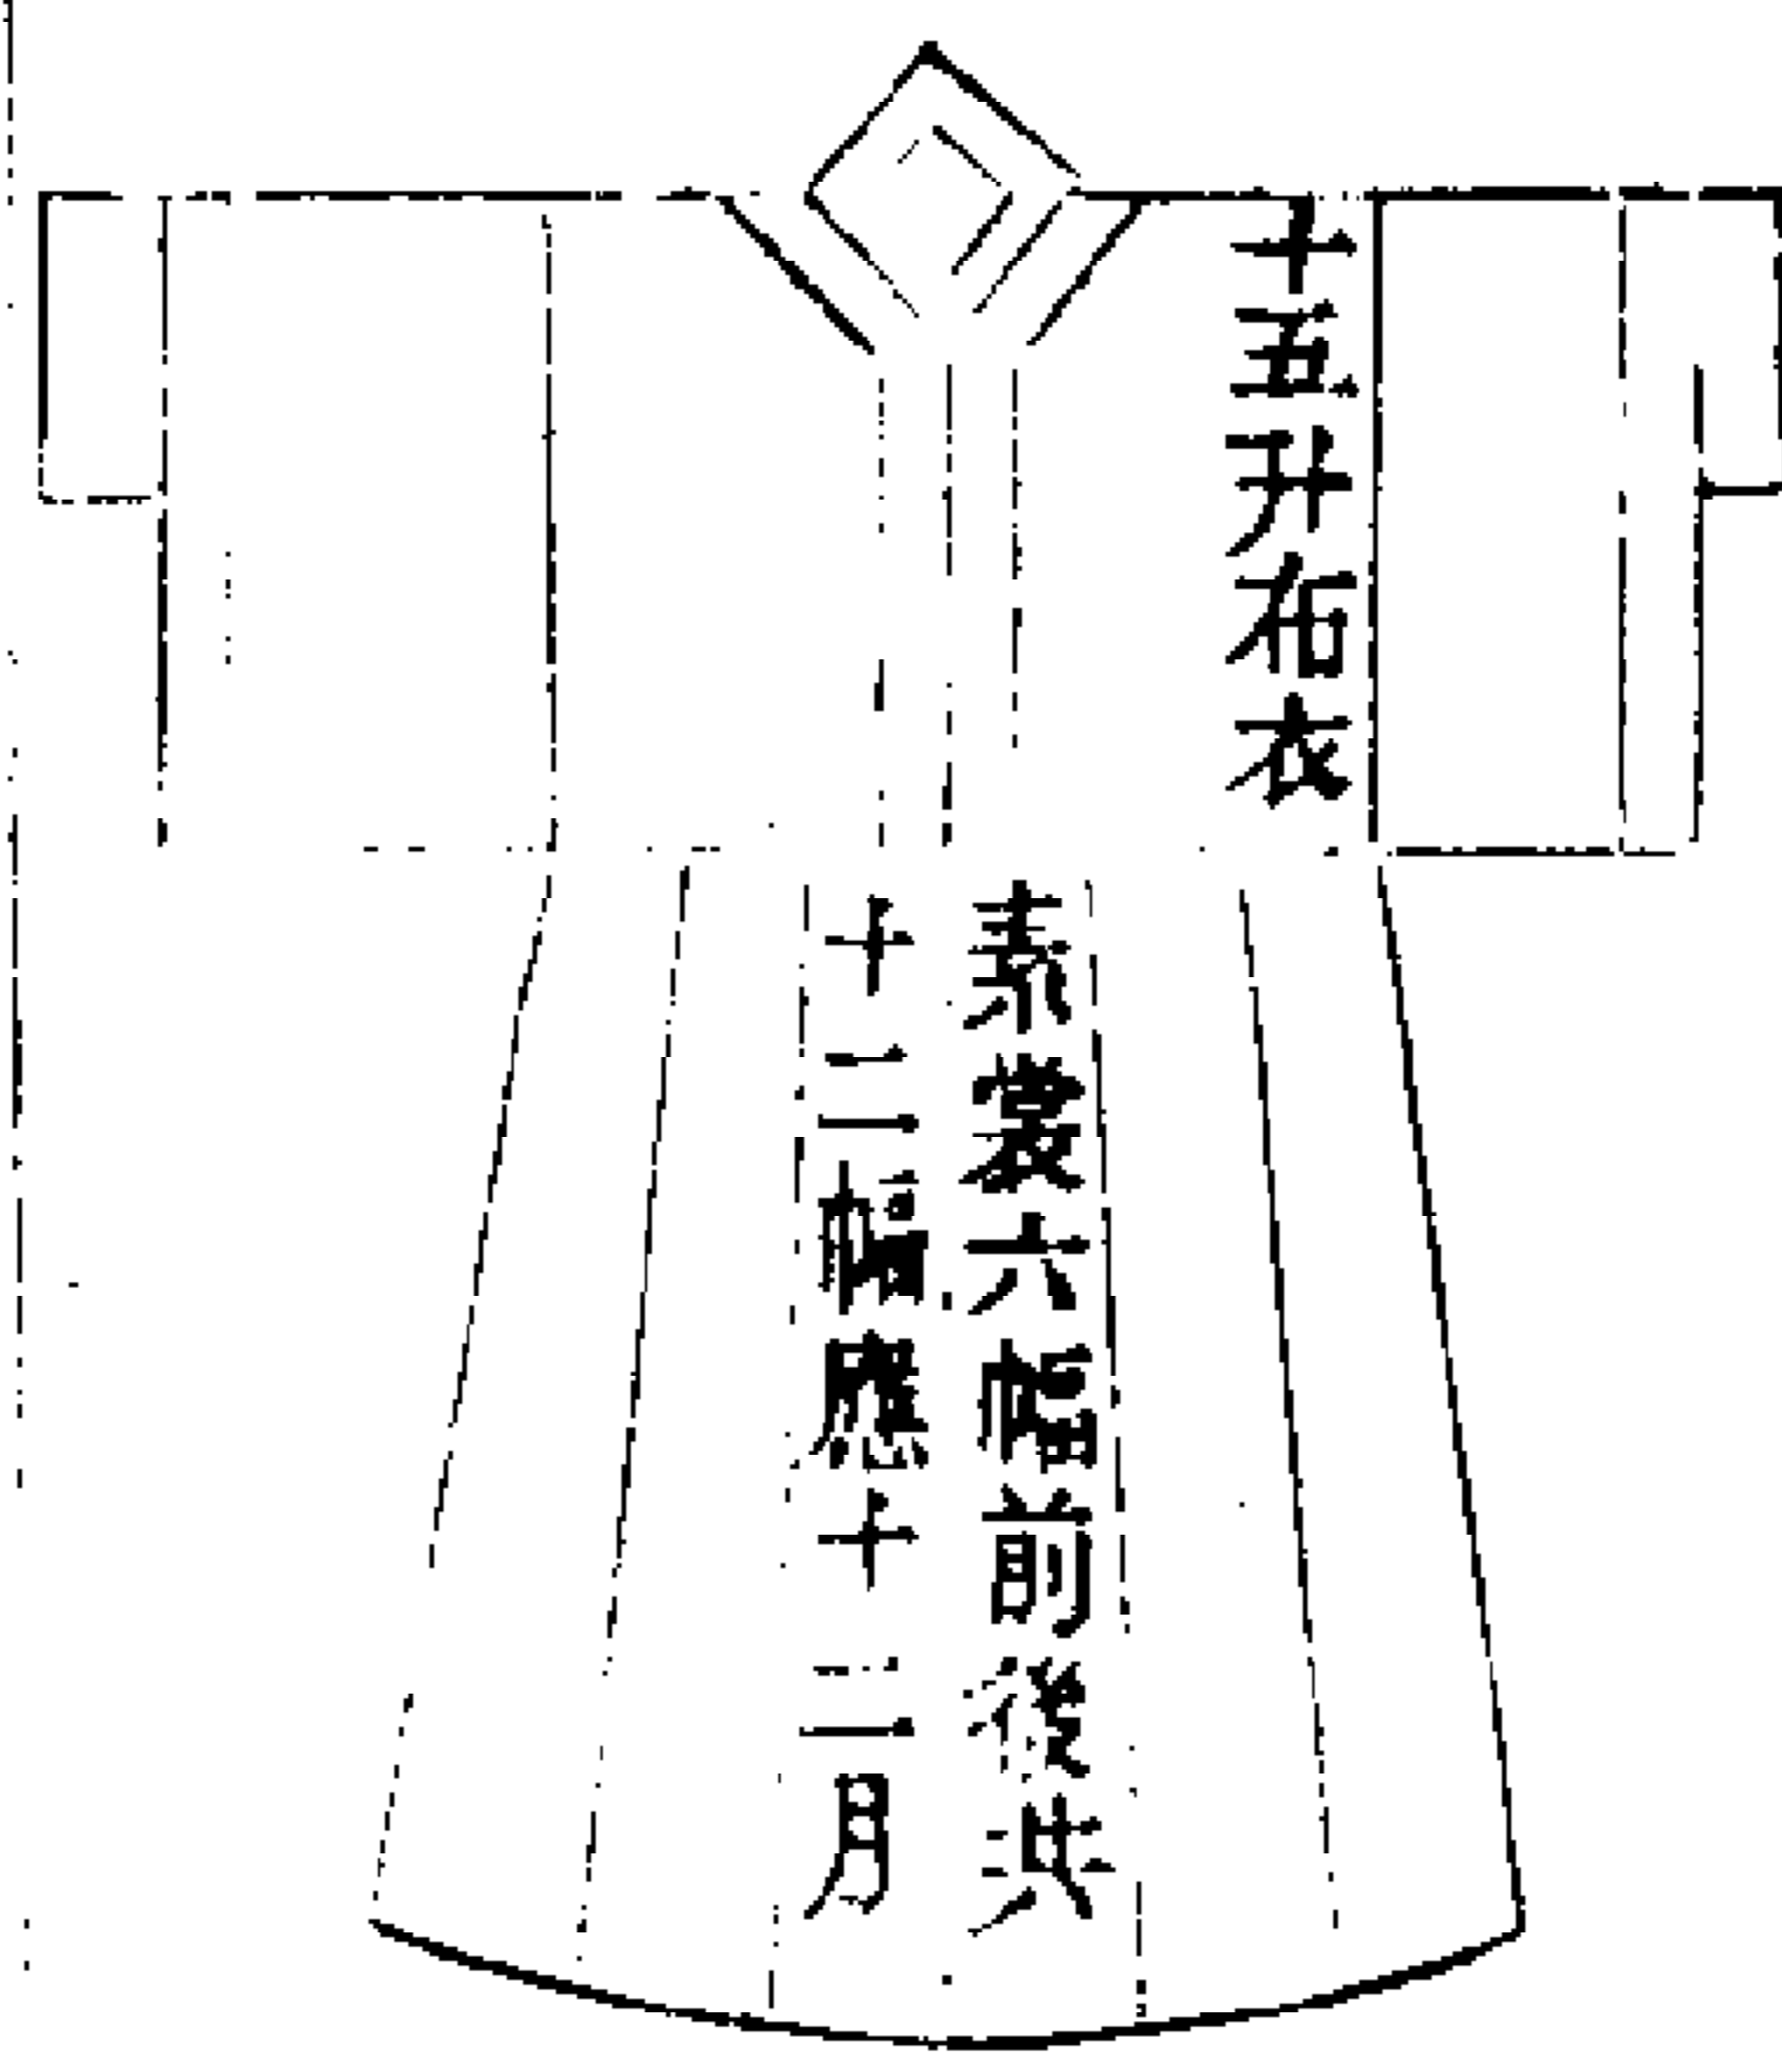 十五升布衣
素裳六幅前後共
十二幅應十二月